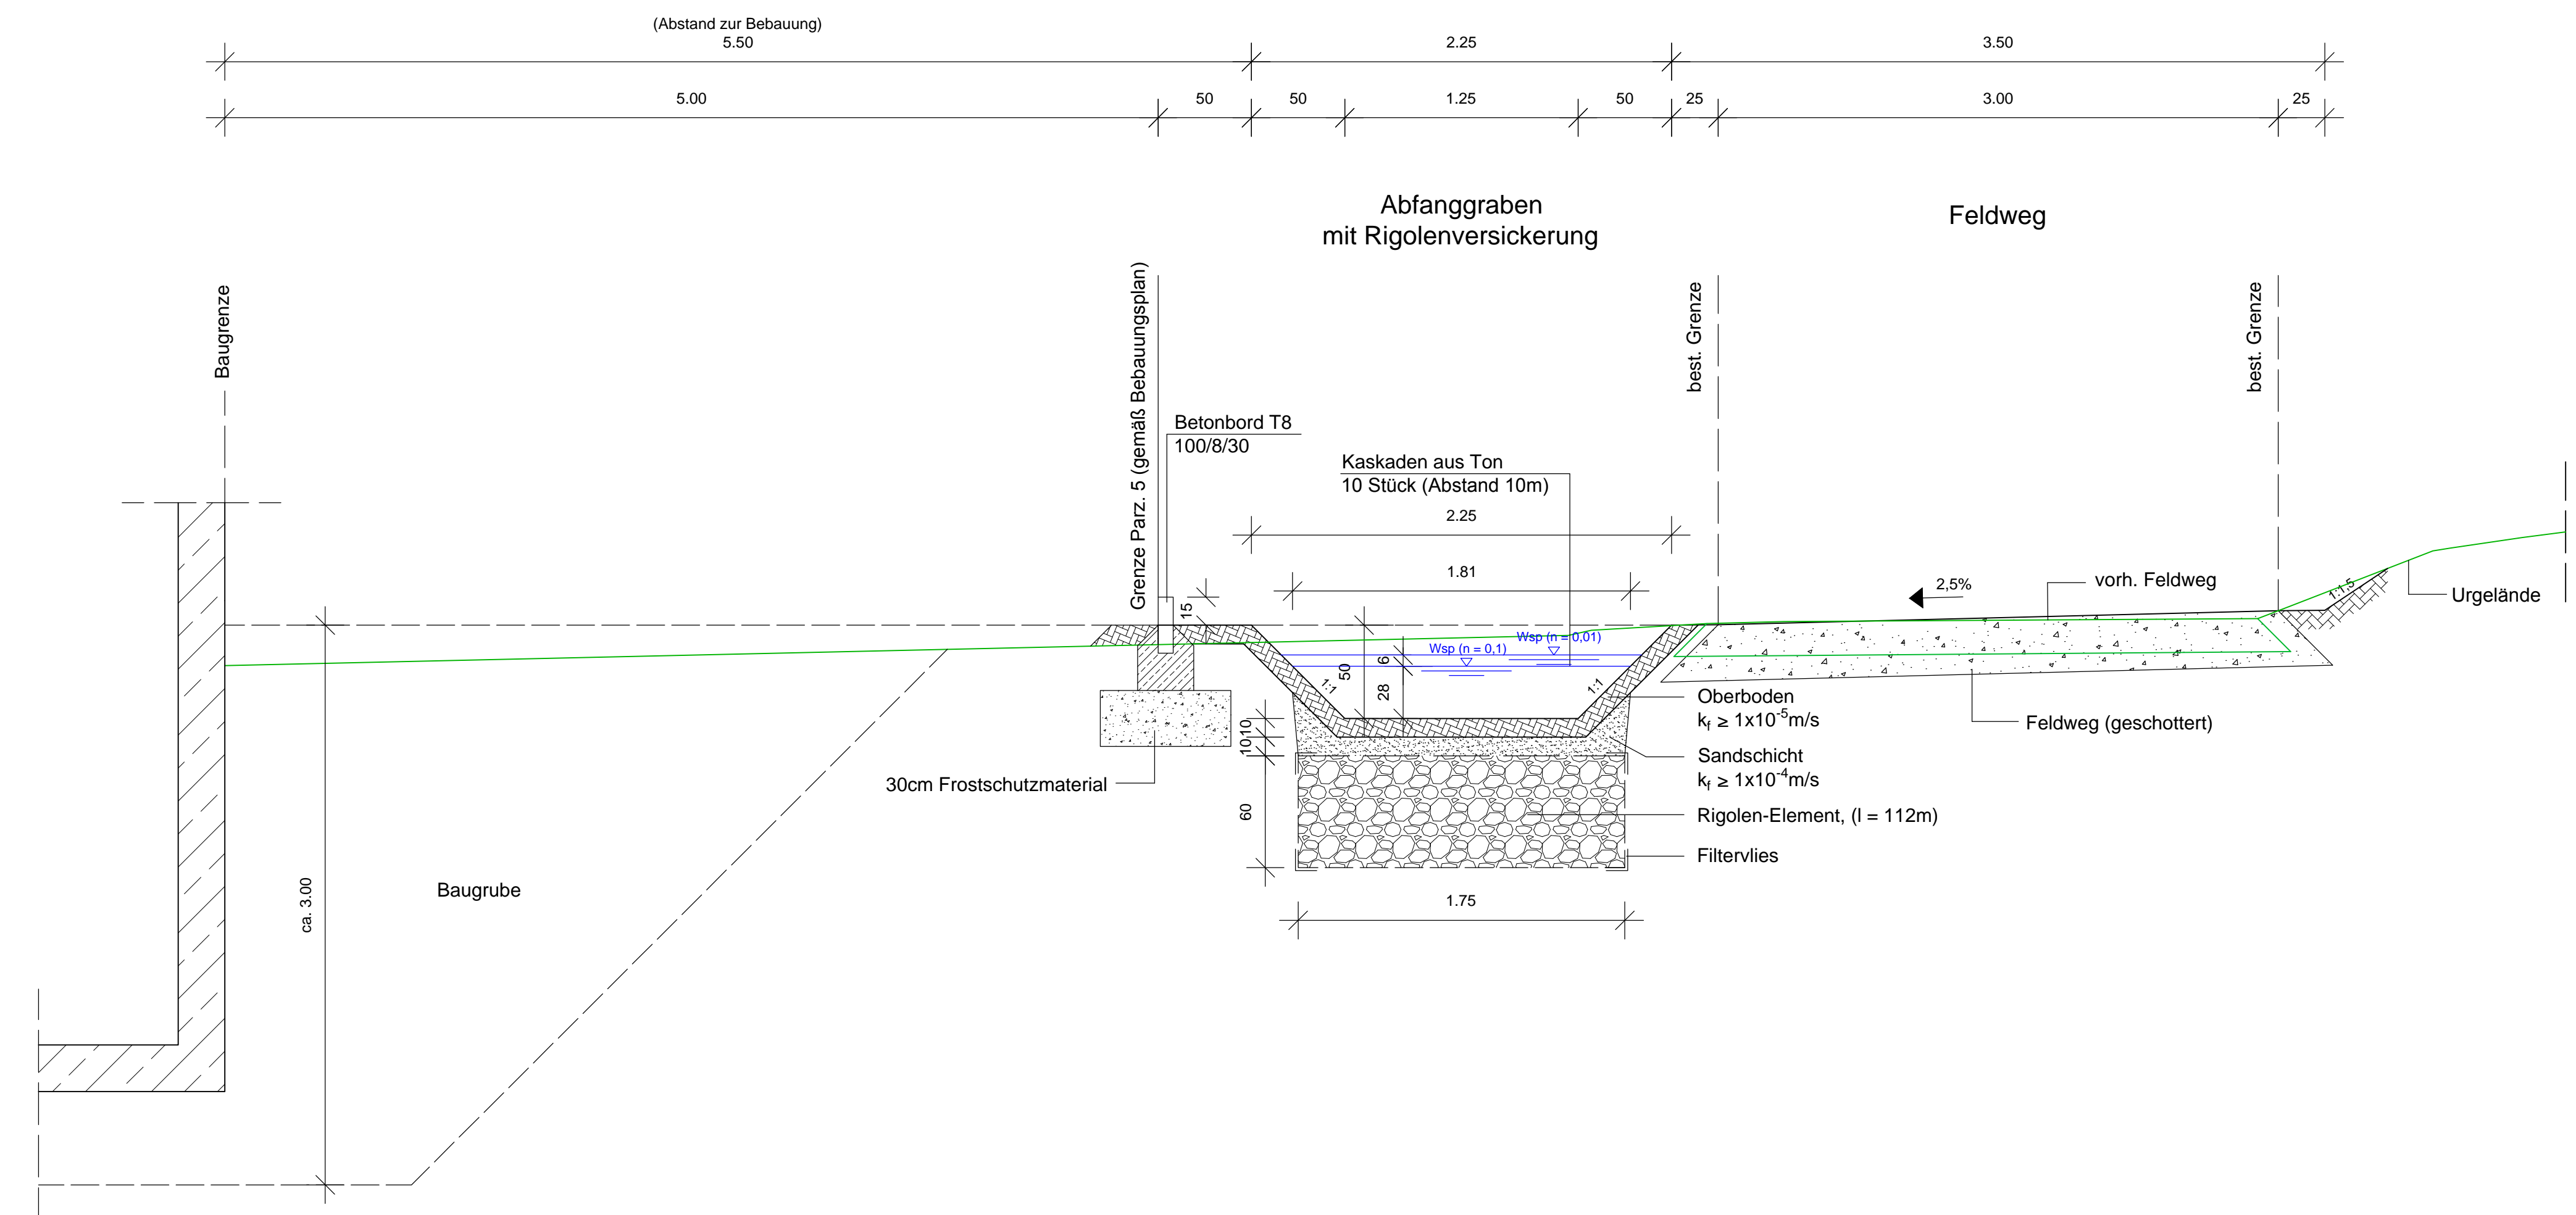 (Abstand zur Bebauung)
5.50
2.25
3.50
5.00
50
50
1.25
50
25
3.00
25
Abfanggraben
mit Rigolenversickerung
Feldweg
Baugrenze
Grenze Parz. 5 (gemäß Bebauungsplan)
best. Grenze
best. Grenze
Betonbord T8
100/8/30
Kaskaden aus Ton
10 Stück (Abstand 10m)
2.25
1.81
15
2,5%
vorh. Feldweg
1:1.5
Urgelände
Wsp (n = 0,01)
Wsp (n = 0,1)
50
6
28
1:1
1:1
Oberboden
k_f ≥ 1x10^-5m/s
Feldweg (geschottert)
10
10
Sandschicht
k_f ≥ 1x10^-4m/s
30cm Frostschutzmaterial
60
Rigolen-Element, (l = 112m)
Filtervlies
ca. 3.00
Baugrube
1.75